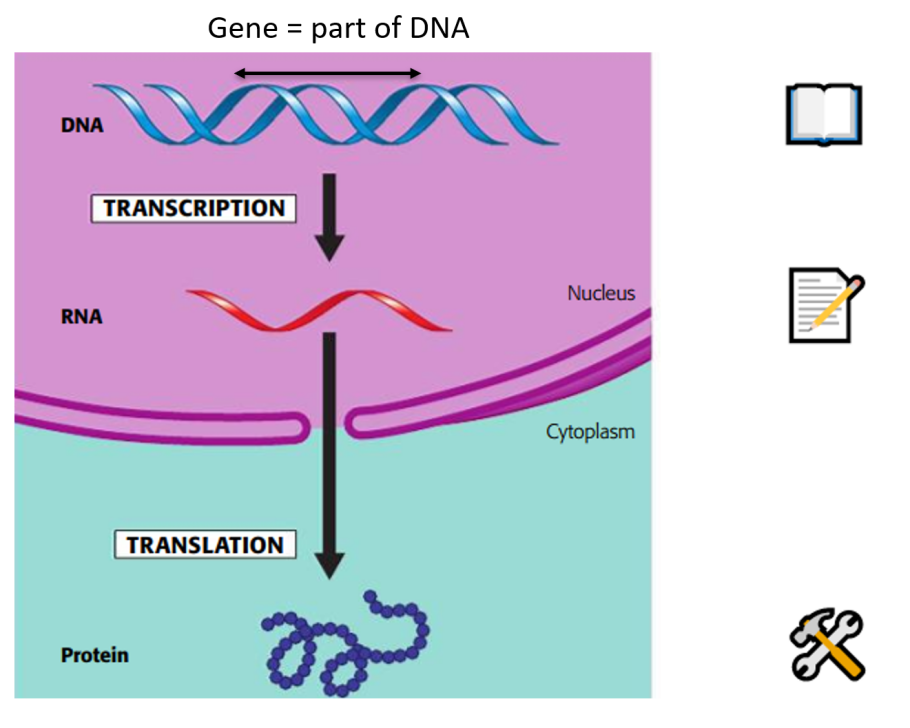 Gene = part of DNA
DNA
TRANSCRIPTION
Nucleus
RNA
Cytoplasm
TRANSLATION
Protein